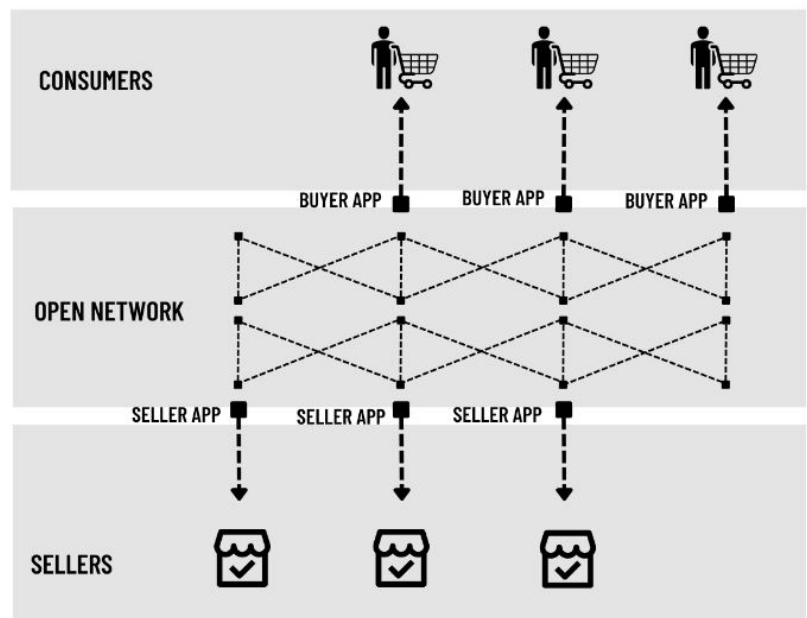 CONSUMERS
BUYER APP
BUYER APP
BUYER APP
OPEN NETWORK
SELLER APP
SELLER APP
SELLER APP
SELLERS